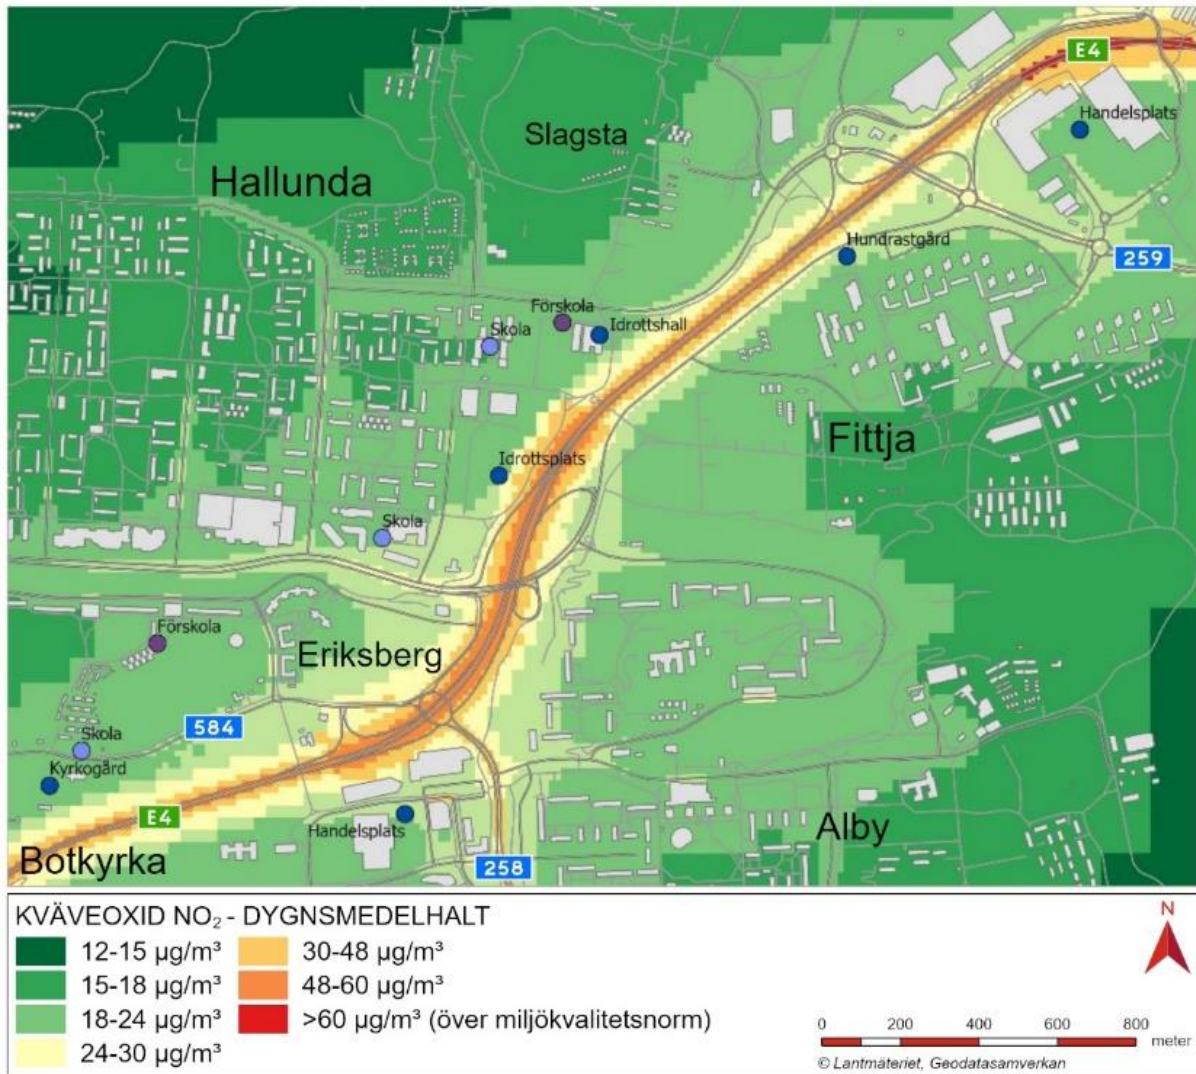 E4
Handelsplats
Slagsta
Hallunda
Hundrastgård
259
Förskola
Idrottshall
Skola
Fittja
Idrottsplats
Skola
Förskola
Eriksberg
584
Skola
Kyrkogård
E4
Handelsplats
Alby
Botkyrka
258
KVÄVEOXID NO₂ - DYGNSMEDELHALT
12-15 µg/m³
15-18 µg/m³
18-24 µg/m³
24-30 µg/m³
30-48 µg/m³
48-60 µg/m³
>60 µg/m³ (över miljökvalitetsnorm)
N
0 200 400 600 800 meter
© Lantmäteriet, Geodatasamverkan